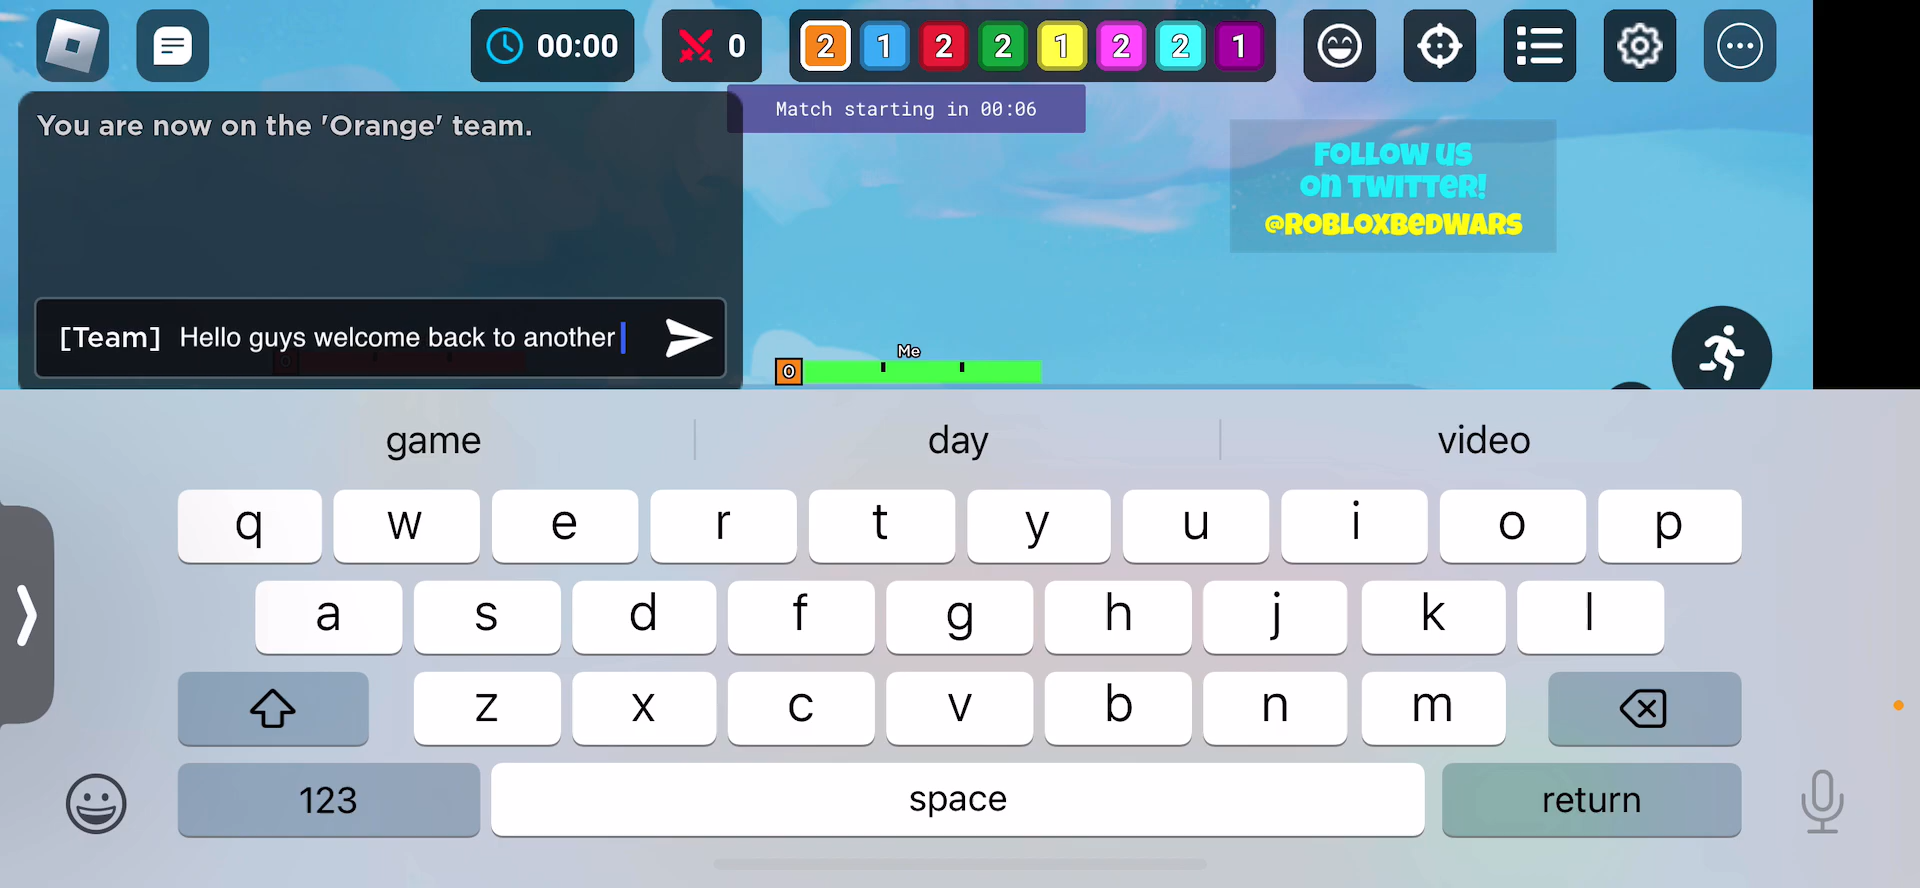 00:00
0
2 1 2 2 1 2 2 1
You are now on the 'Orange' team.
Match starting in 00:06
FOLLOW US
ON TWITTER!
@ROBLOXBEDWARS
[Team] Hello guys welcome back to another
Me
0
game day video
q w e r t y u i o p
a s d f g h j k l
z x c v b n m
123 space return